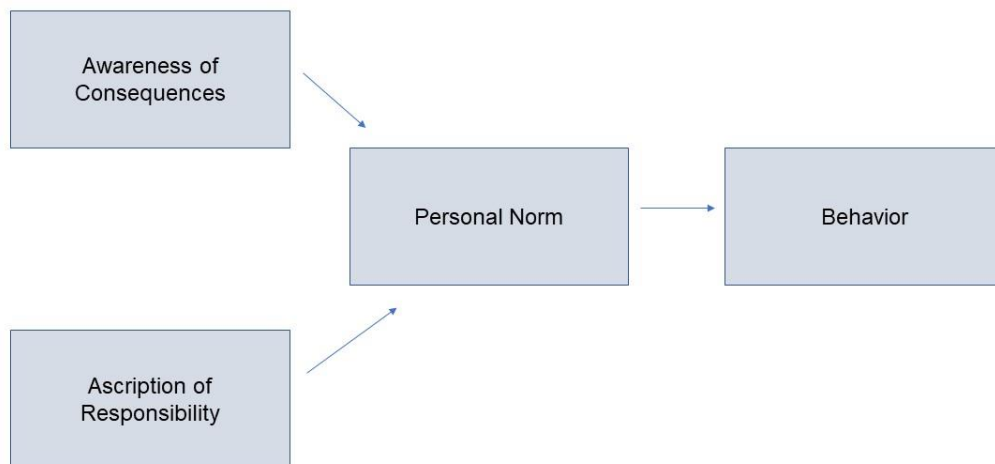 Awareness of
Consequences
Personal Norm
Behavior
Ascription of
Responsibility